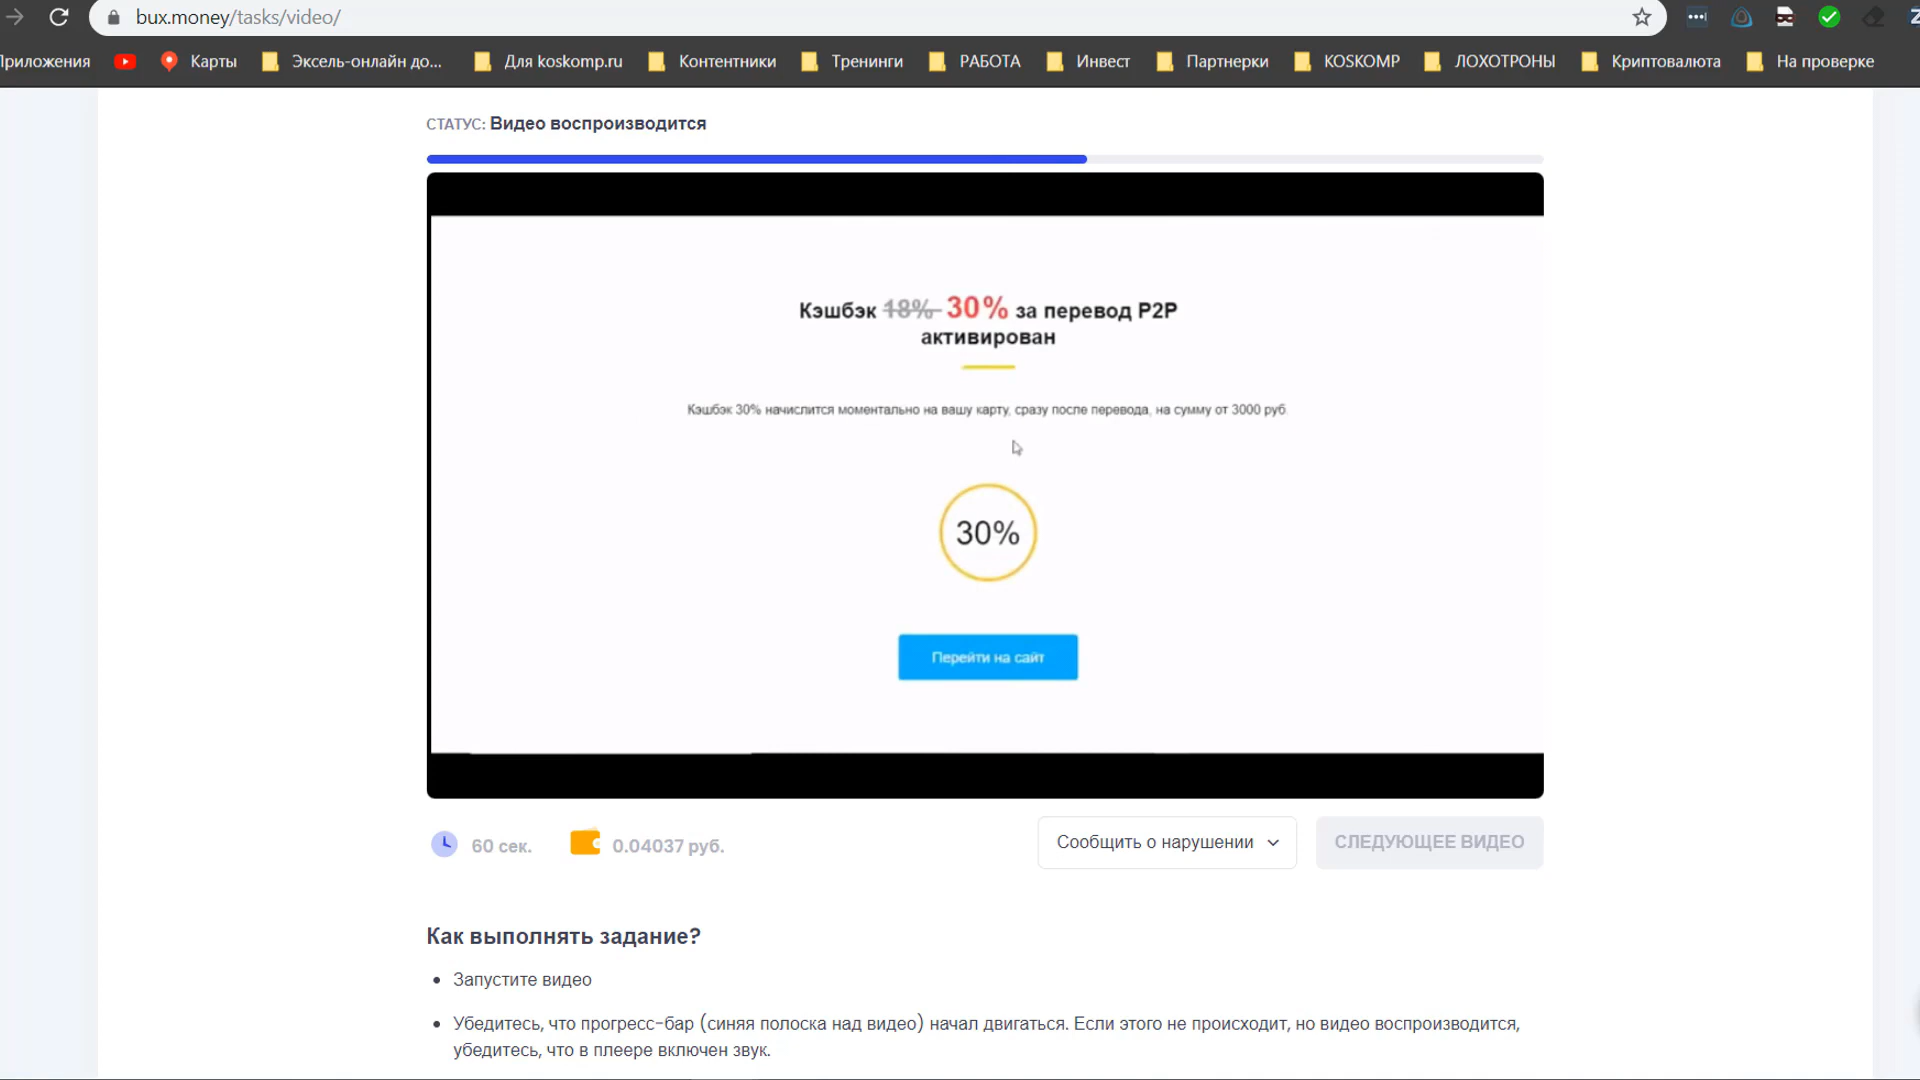 bux.money/tasks/video/
Приложения
Карты
Эксель-онлайн до...
Для koskomp.ru
Контентники
Тренинги
РАБОТА
Инвест
Партнерки
KOSKOMP
ЛОХОТРОНЫ
Криптовалюта
На проверке
СТАТУС: Видео воспроизводится
Кэшбэк 18% 30% за перевод P2P
активирован
Кэшбэк 30% начислится моментально на вашу карту, сразу после перевода, на сумму от 3000 руб.
30%
Перейти на сайт
60 сек.
0.04037 руб.
Сообщить о нарушении
СЛЕДУЮЩЕЕ ВИДЕО
Как выполнять задание?
• Запустите видео
• Убедитесь, что прогресс-бар (синяя полоска над видео) начал двигаться. Если этого не происходит, но видео воспроизводится,
убедитесь, что в плеере включен звук.